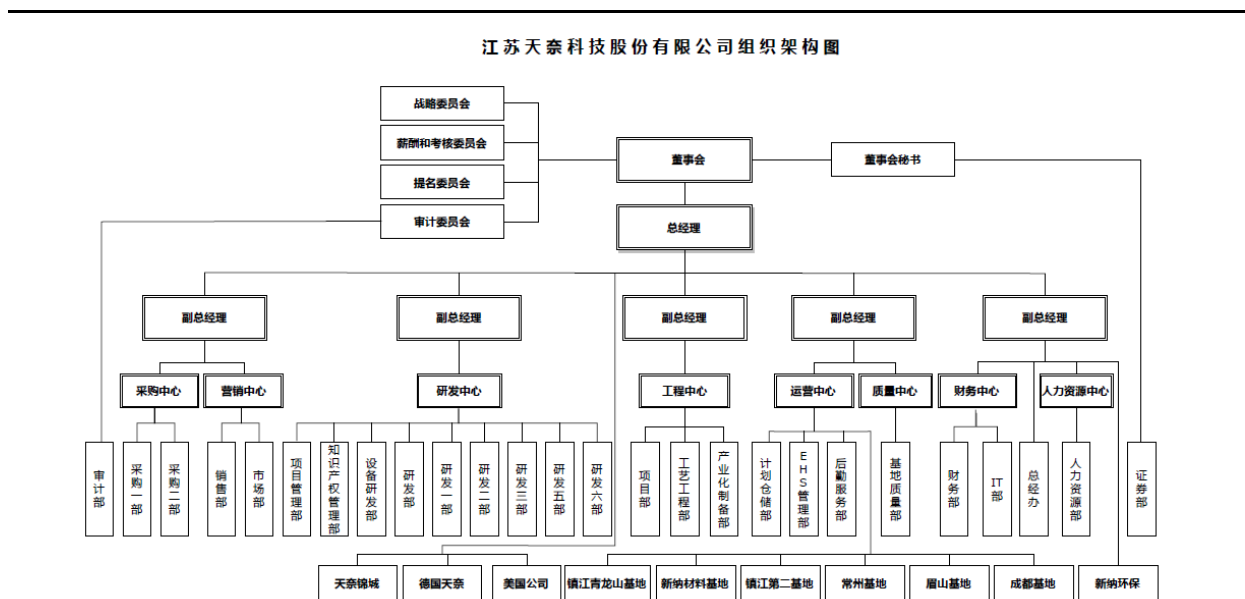 江苏天奈科技股份有限公司组织架构图
战略委员会
薪酬和考核委员会
提名委员会
审计委员会
董事会
董事会秘书
总经理
副总经理
副总经理
副总经理
副总经理
副总经理
采购中心
营销中心
研发中心
工程中心
运营中心
质量中心
财务中心
人力资源中心
审计部
采购一部
采购二部
销售部
市场部
项目管理部
知识产权管理部
设备研发部
研发部
研发一部
研发二部
研发三部
研发五部
研发六部
项目部
工艺工程部
产业化制备部
计划仓储部
EHS管理部
后勤服务部
基地质量部
财务部
IT部
总经办
人力资源部
证券部
天奈锦城
德国天奈
美国公司
镇江青龙山基地
新纳材料基地
镇江第二基地
常州基地
眉山基地
成都基地
新纳环保